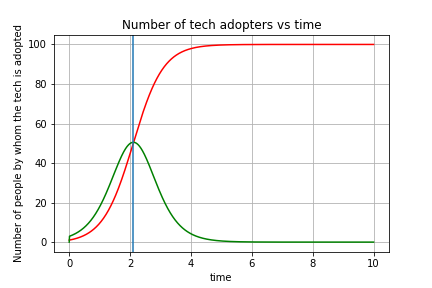 Number of tech adopters vs time
Number of people by whom the tech is adopted
100
80
60
40
20
0
0 2 4 6 8 10
time